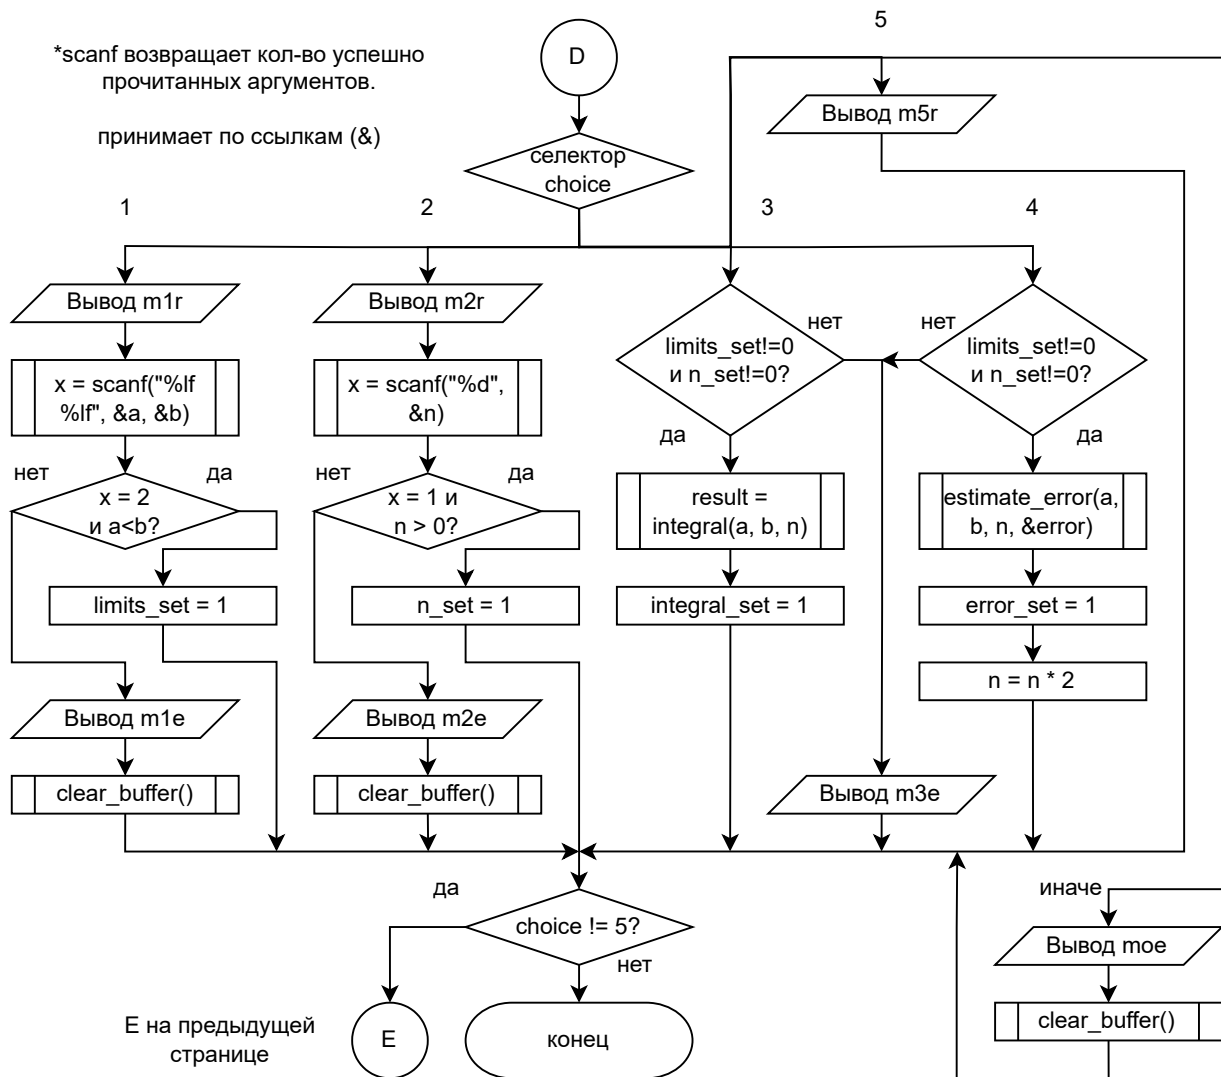 5
*scanf возвращает кол-во успешно
прочитанных аргументов.
принимает по ссылкам (&)
D
Вывод m5r
селектор
choice
1
2
3
4
Вывод m1r
Вывод m2r
limits_set!=0
и n_set!=0?
нет
нет
limits_set!=0
и n_set!=0?
x = scanf("%lf
%lf", &a, &b)
x = scanf("%d",
&n)
да
да
нет
да
x = 2
и a<b?
нет
да
x = 1 и
n > 0?
result =
integral(a, b, n)
estimate_error(a,
b, n, &error)
limits_set = 1
n_set = 1
integral_set = 1
error_set = 1
n = n * 2
Вывод m1e
Вывод m2e
Вывод m3e
clear_buffer()
clear_buffer()
да
choice != 5?
нет
иначе
Вывод moe
clear_buffer()
E на предыдущей
странице
E
конец